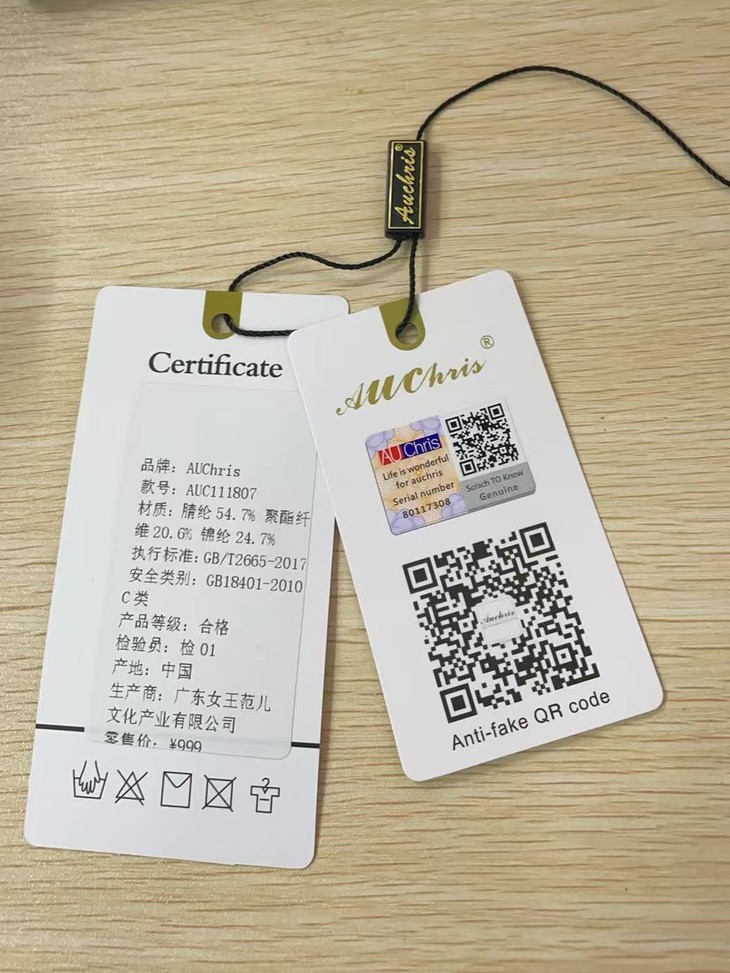 Auchris®
Certificate
品牌: AUChris
款号: AUC111807
材质: 腈纶 54.7% 聚酯纤
维 20.6% 锦纶 24.7%
执行标准: GB/T2665-2017
安全类别: GB18401-2010
C 类
产品等级: 合格
检验员: 检 01
产地: 中国
生产商: 广东女王范儿
文化产业有限公司
零售价: ¥999
AUChris®
AU Chris
Life is wonderful
for auchris
Serial number
80117308
Scrach TO Know
Genuine
Auchris
Anti-fake QR code